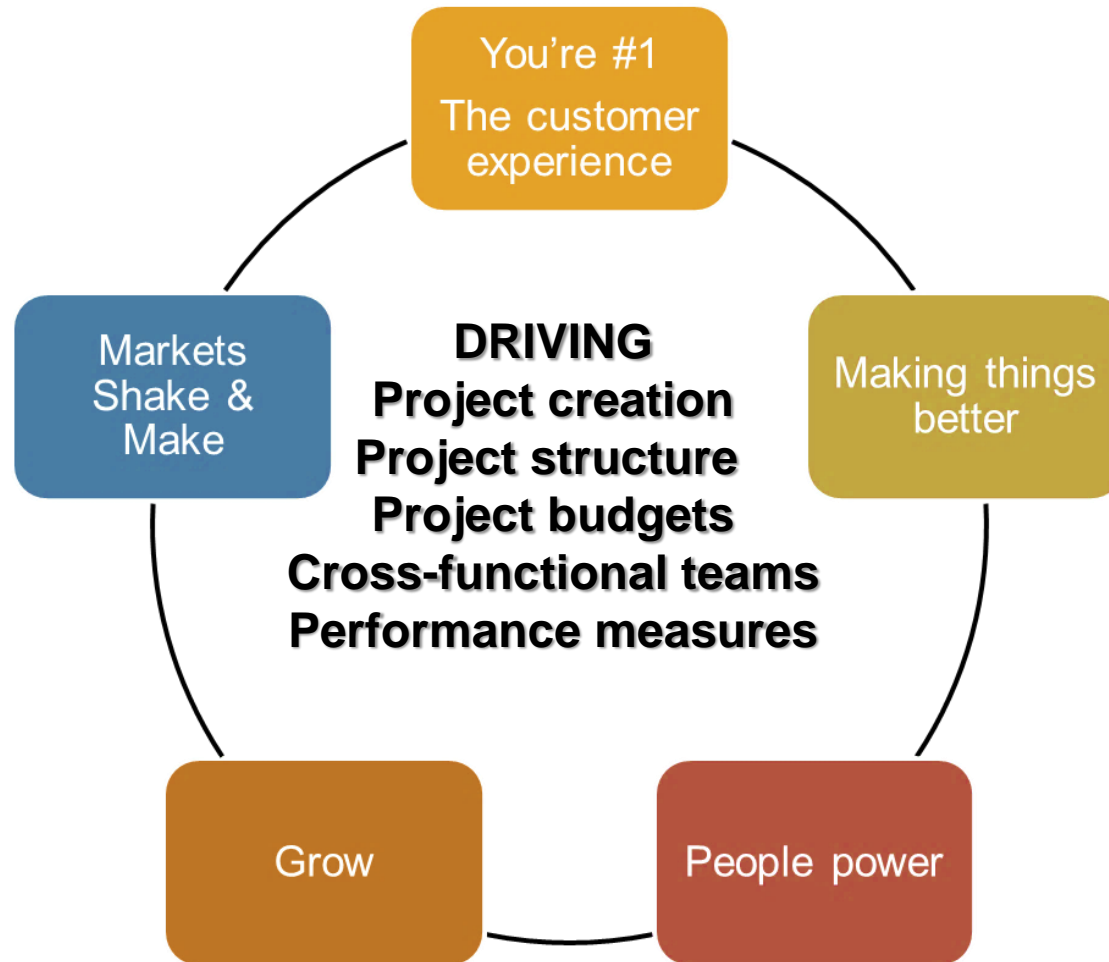 You’re #1
The customer
experience
Markets
Shake &
Make
DRIVING
Project creation
Project structure
Project budgets
Cross-functional teams
Performance measures
Making things
better
Grow
People power